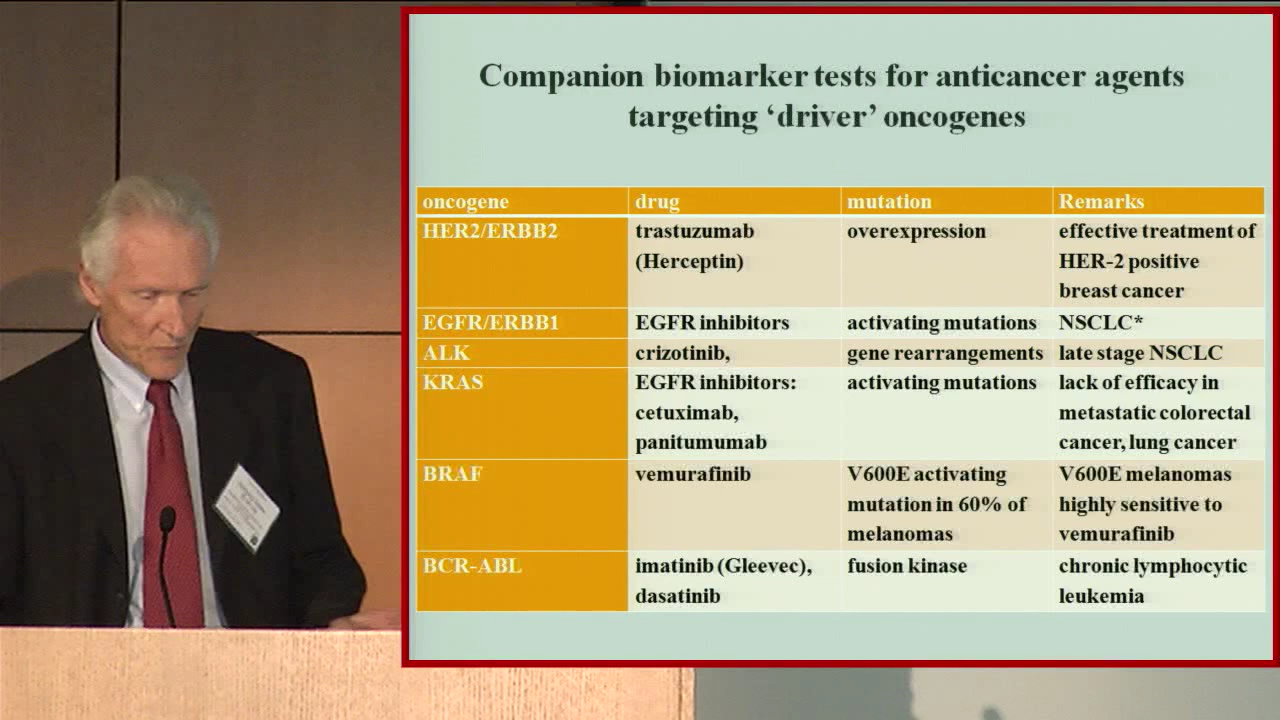 Companion biomarker tests for anticancer agents
targeting ‘driver’ oncogenes
oncogene drug mutation Remarks
HER2/ERBB2 trastuzumab overexpression effective treatment of
(Herceptin) HER-2 positive
breast cancer
EGFR/ERBB1 EGFR inhibitors activating mutations NSCLC*
ALK crizotinib, gene rearrangements late stage NSCLC
KRAS EGFR inhibitors: activating mutations lack of efficacy in
cetuximab, metastatic colorectal
panitumumab cancer, lung cancer
BRAF vemurafinib V600E activating V600E melanomas
mutation in 60% of highly sensitive to
melanomas vemurafinib
BCR-ABL imatinib (Gleevec), fusion kinase chronic lymphocytic
dasatinib leukemia